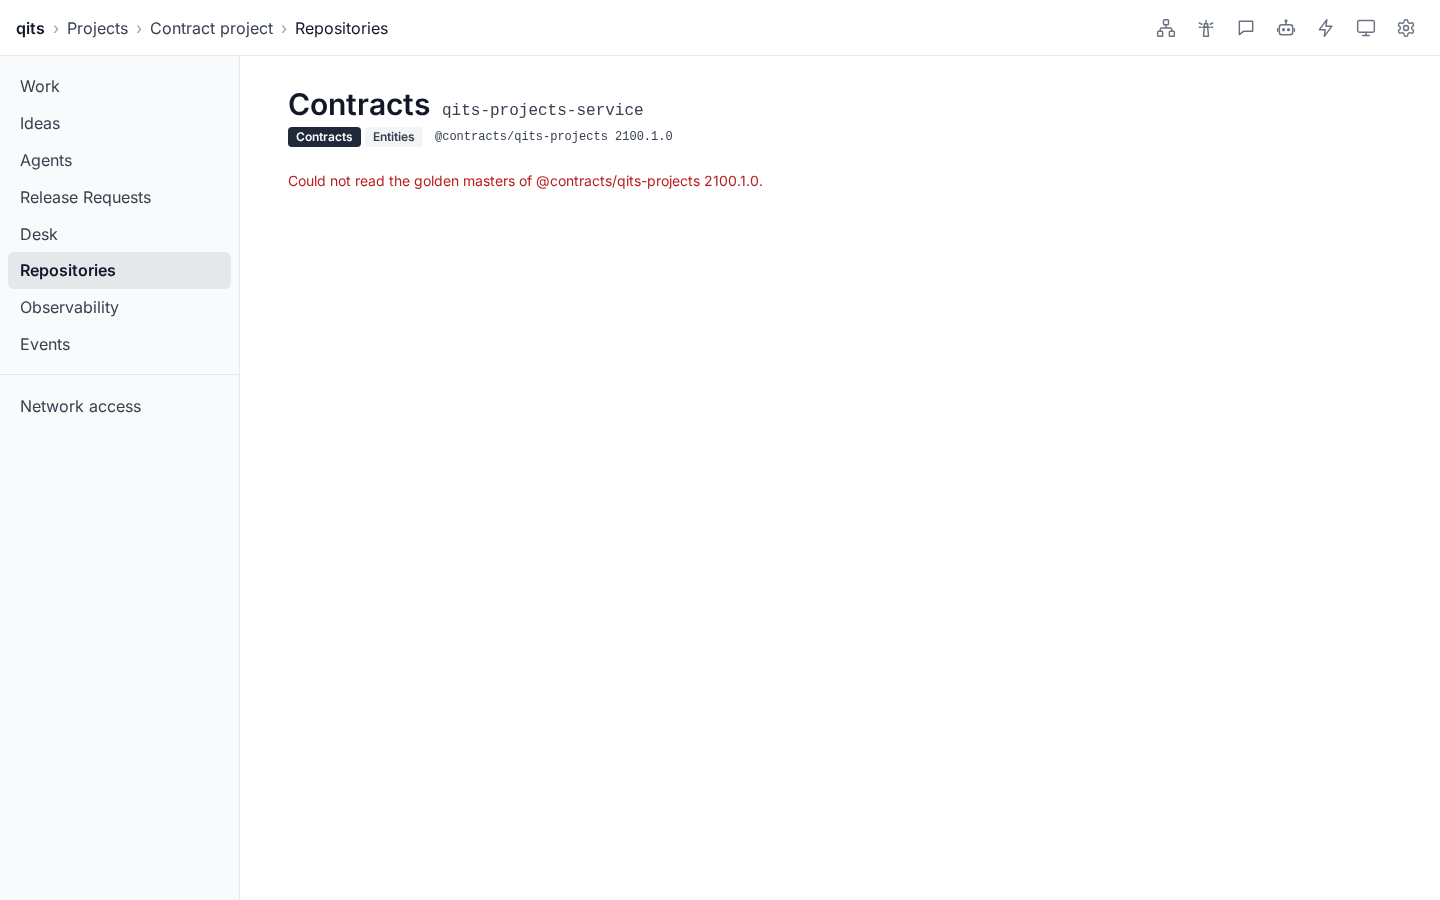 qits › Projects › Contract project › Repositories
Work
Ideas
Agents
Release Requests
Desk
Repositories
Observability
Events
Network access
Contracts qits-projects-service
Contracts Entities @contracts/qits-projects 2100.1.0
Could not read the golden masters of @contracts/qits-projects 2100.1.0.